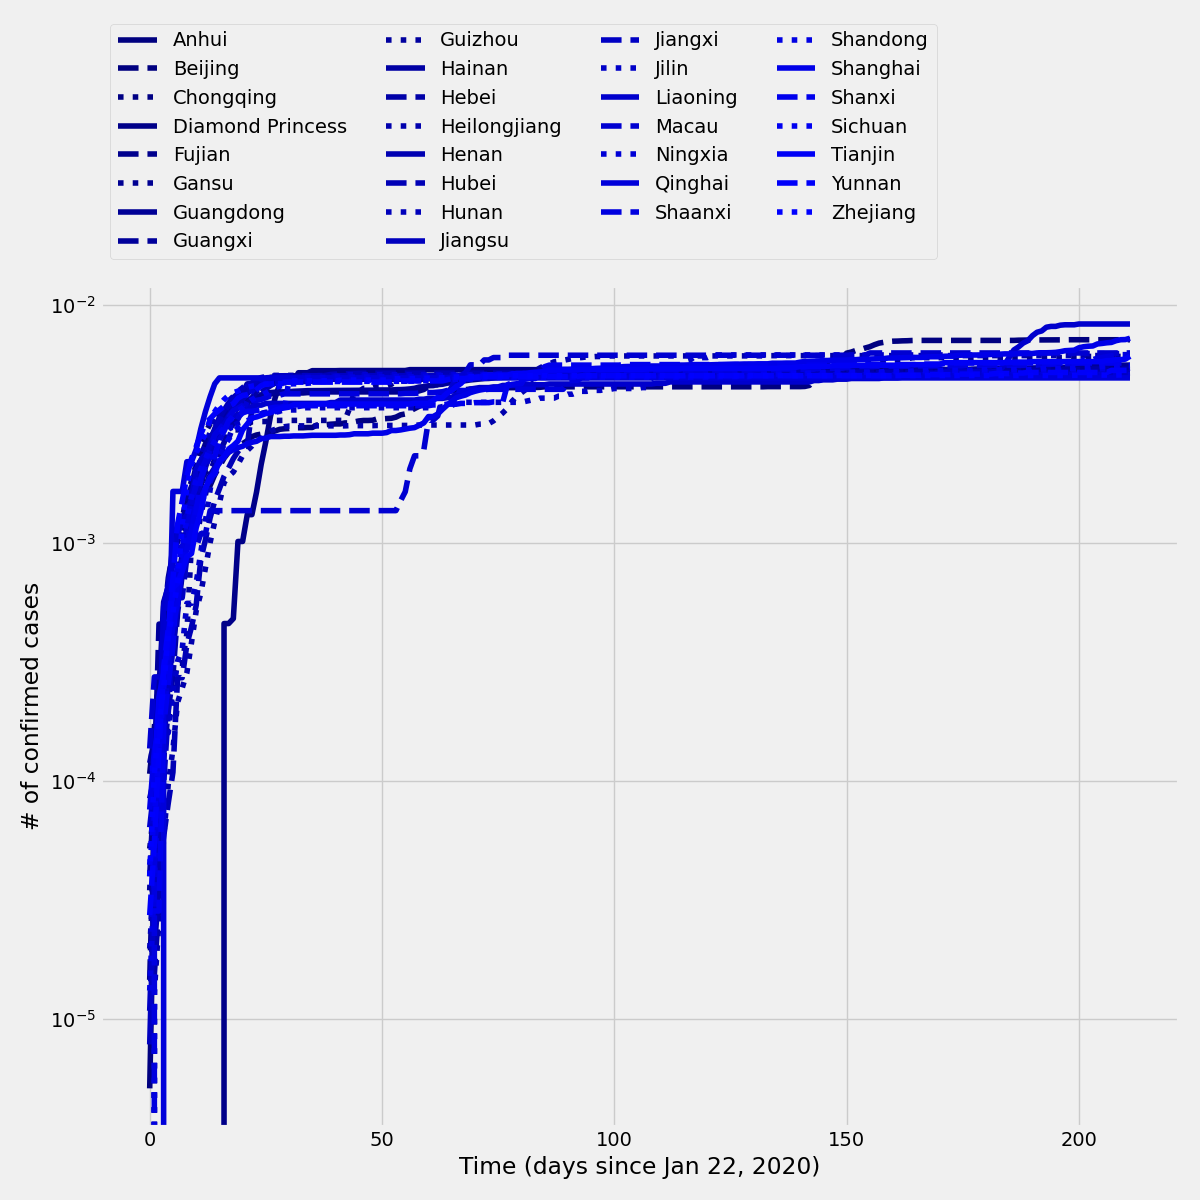 Anhui
Beijing
Chongqing
Diamond Princess
Fujian
Gansu
Guangdong
Guangxi
Guizhou
Hainan
Hebei
Heilongjiang
Henan
Hubei
Hunan
Jiangsu
Jiangxi
Jilin
Liaoning
Macau
Ningxia
Qinghai
Shaanxi
Shandong
Shanghai
Shanxi
Sichuan
Tianjin
Yunnan
Zhejiang
10⁻²
10⁻³
10⁻⁴
10⁻⁵
# of confirmed cases
0 50 100 150 200
Time (days since Jan 22, 2020)